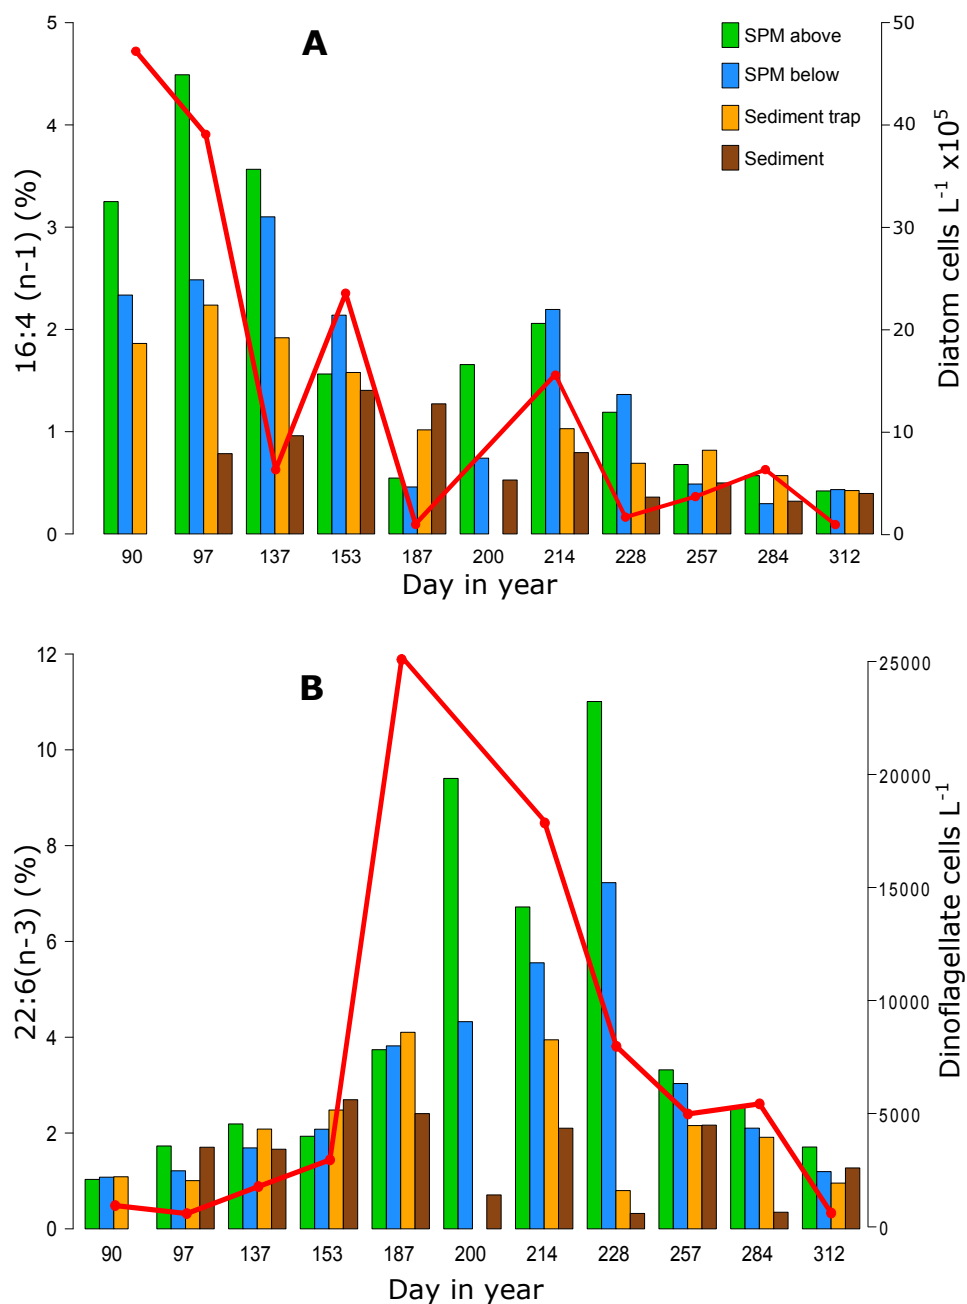 A
SPM above
SPM below
Sediment trap
Sediment
16:4 (n-1) (%)
5
4
3
2
1
0
50
40
30
20
10
0
Diatom cells L⁻¹ x10⁵
90 97 137 153 187 200 214 228 257 284 312
Day in year
B
22:6(n-3) (%)
12
10
8
6
4
2
0
25000
20000
15000
10000
5000
0
Dinoflagellate cells L⁻¹
90 97 137 153 187 200 214 228 257 284 312
Day in year